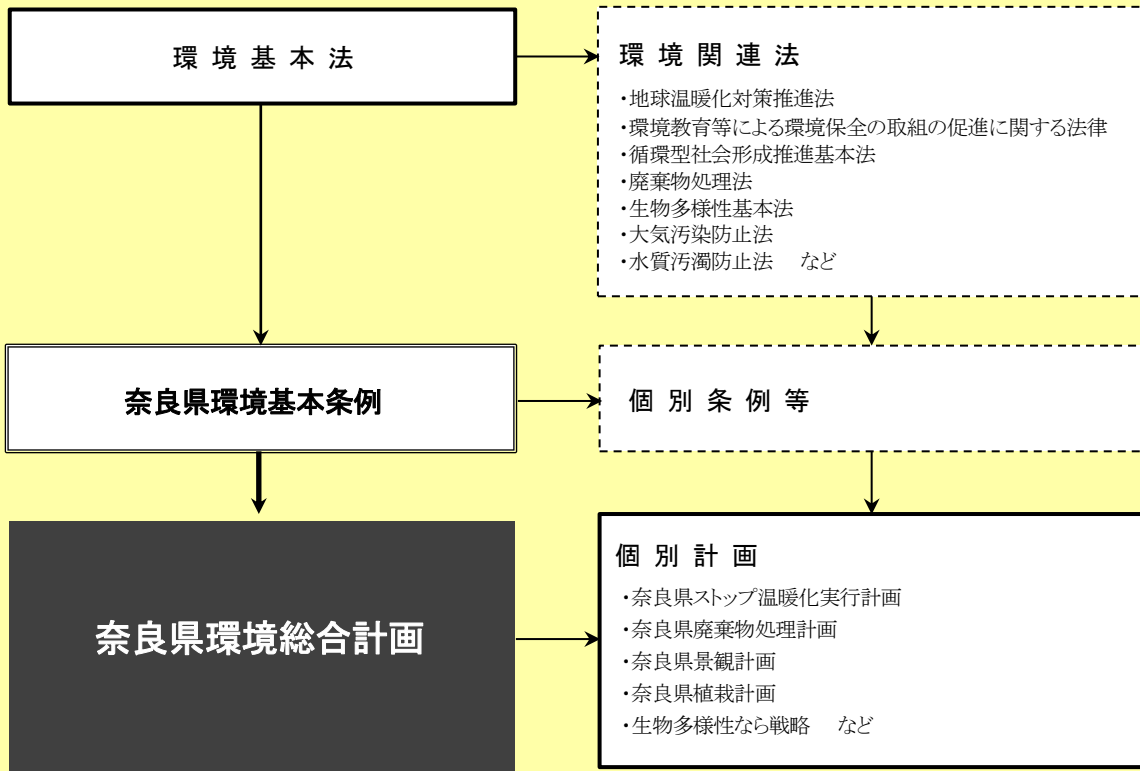 環境基本法
環境関連法
・地球温暖化対策推進法
・環境教育等による環境保全の取組の促進に関する法律
・循環型社会形成推進基本法
・廃棄物処理法
・生物多様性基本法
・大気汚染防止法
・水質汚濁防止法　など
奈良県環境基本条例
個別条例等
奈良県環境総合計画
個別計画
・奈良県ストップ温暖化実行計画
・奈良県廃棄物処理計画
・奈良県景観計画
・奈良県植栽計画
・生物多様性なら戦略　など